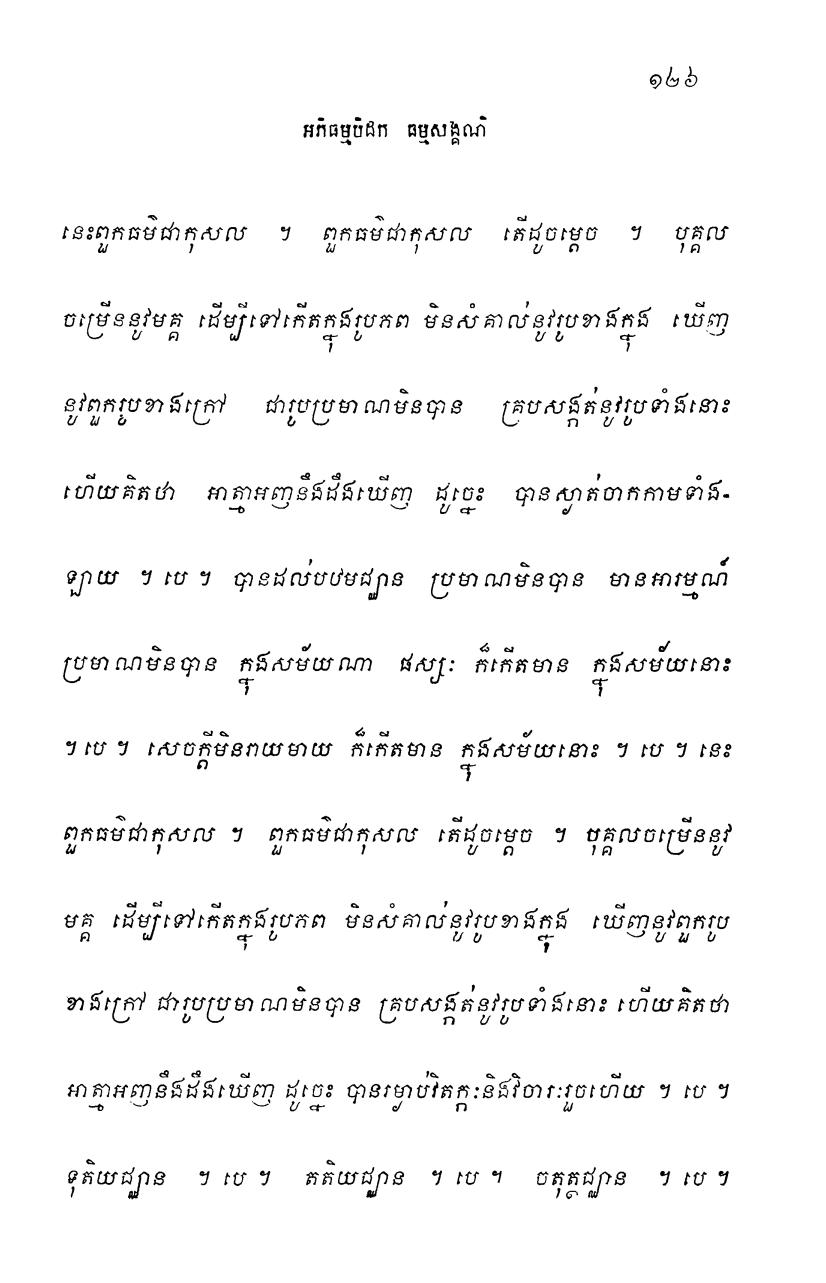 ១២៦
អភិធម្មបិដក ធម្មសង្គណិ
នេះពួកធម៌ជាកុសល ។ ពួកធម៌ជាកុសល តើដូចម្តេច ។ បុគ្គល
ចម្រើននូវមគ្គ ដើម្បីទៅកើតក្នុងរូបភព មិនសំគាល់នូវរូបខាងក្នុង ឃើញ
នូវពួករូបខាងក្រៅ ជារូបប្រមាណមិនបាន គ្របសង្កត់នូវរូបទាំងនោះ
ហើយគិតថា អាត្មាអញនឹងដឹងឃើញ ដូច្នេះ បានស្ងាត់ចាកកាមទាំង-
ឡាយ ។ បេ ។ បានដល់បឋមជ្ឈាន ប្រមាណមិនបាន មានអារម្មណ៍
ប្រមាណមិនបាន ក្នុងសម័យណា ផស្សៈ ក៏កើតមាន ក្នុងសម័យនោះ
។ បេ ។ សេចក្តីមិនរាយមាយ ក៏កើតមាន ក្នុងសម័យនោះ ។ បេ ។ នេះ
ពួកធម៌ជាកុសល ។ ពួកធម៌ជាកុសល តើដូចម្តេច ។ បុគ្គលចម្រើននូវ
មគ្គ ដើម្បីទៅកើតក្នុងរូបភព មិនសំគាល់នូវរូបខាងក្នុង ឃើញនូវពួករូប
ខាងក្រៅ ជារូបប្រមាណមិនបាន គ្របសង្កត់នូវរូបទាំងនោះ ហើយគិតថា
អាត្មាអញនឹងដឹងឃើញ ដូច្នេះ បានរម្ងាប់វិតក្កៈនិងវិចារៈរួចហើយ ។ បេ ។
ទុតិយជ្ឈាន ។ បេ ។ តតិយជ្ឈាន ។ បេ ។ ចតុត្ថជ្ឈាន ។ បេ ។